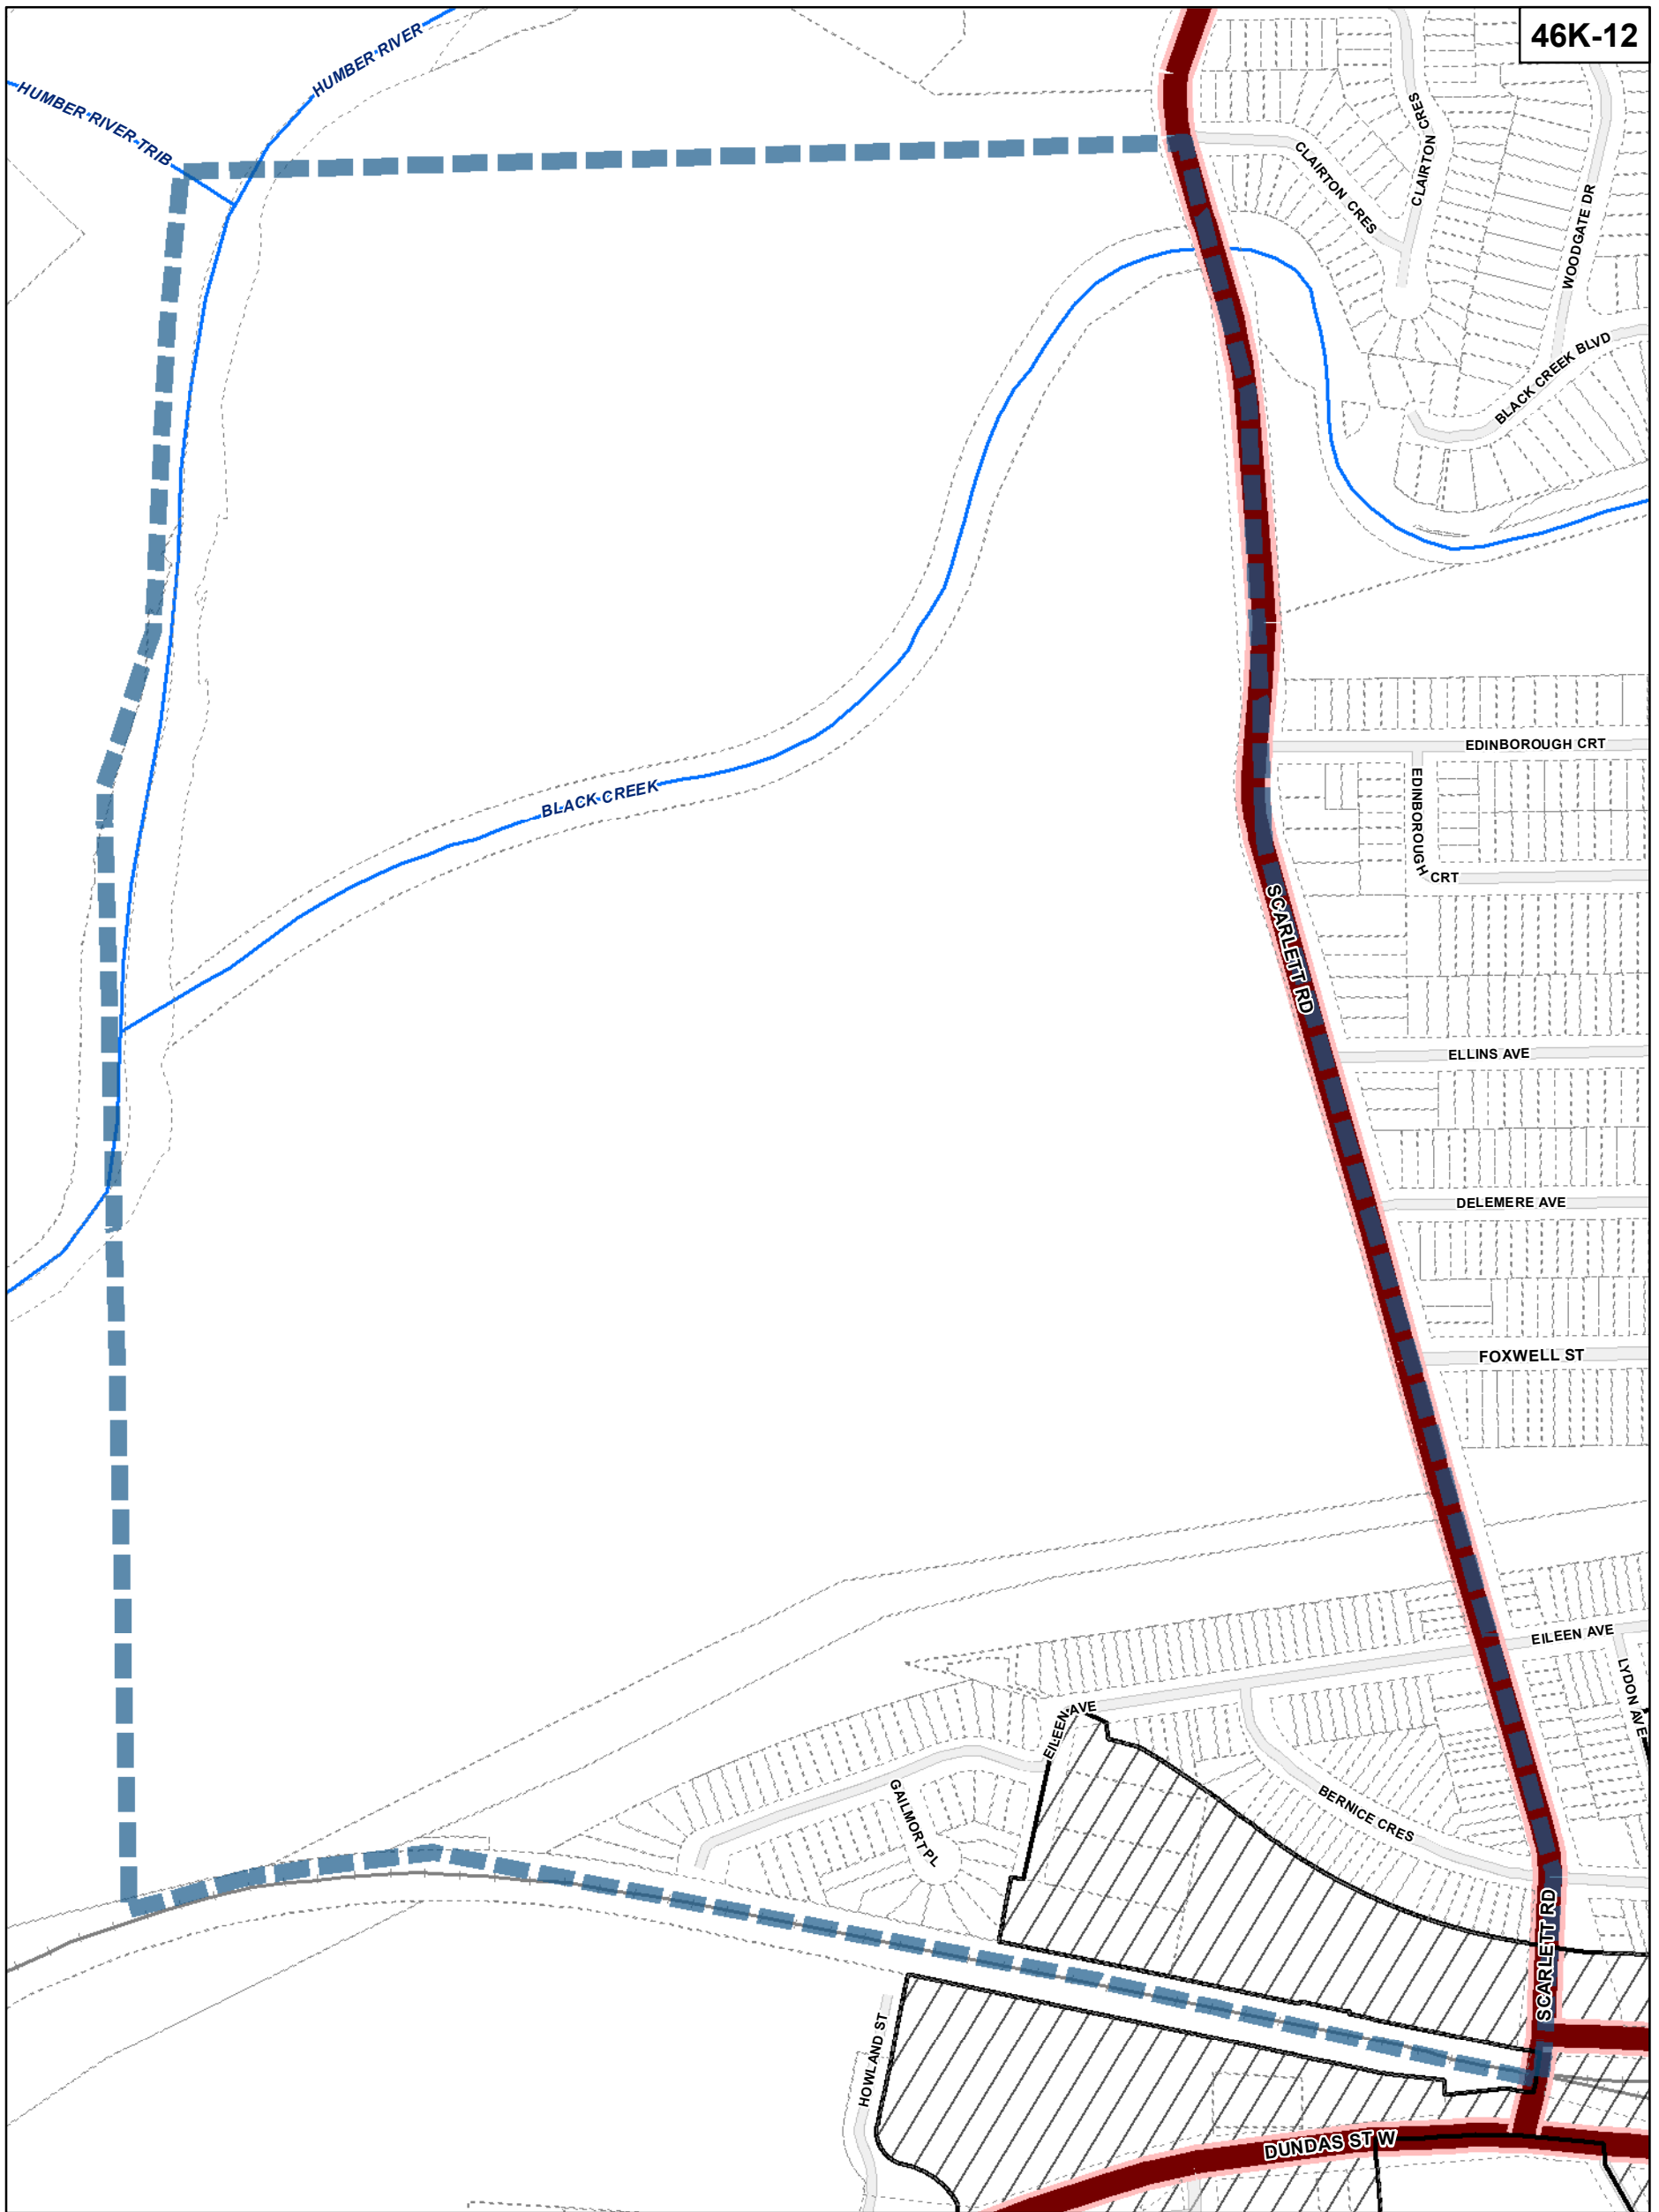 46K-12
HUMBER RIVER
HUMBER RIVER TRIB
CLAIRTON CRES
CLAIRTON CRES
WOODGATE DR
BLACK CREEK BLVD
EDINBOROUGH CRT
EDINBOROUGH
CRT
BLACK CREEK
SCARLETT RD
ELLINS AVE
DELEMERE AVE
FOXWELL ST
EILEEN AVE
LYDON AVE
EILEEN AVE
GAILMORT PL
BERNICE CRES
SCARLETT RD
HOWLAND ST
DUNDAS ST W